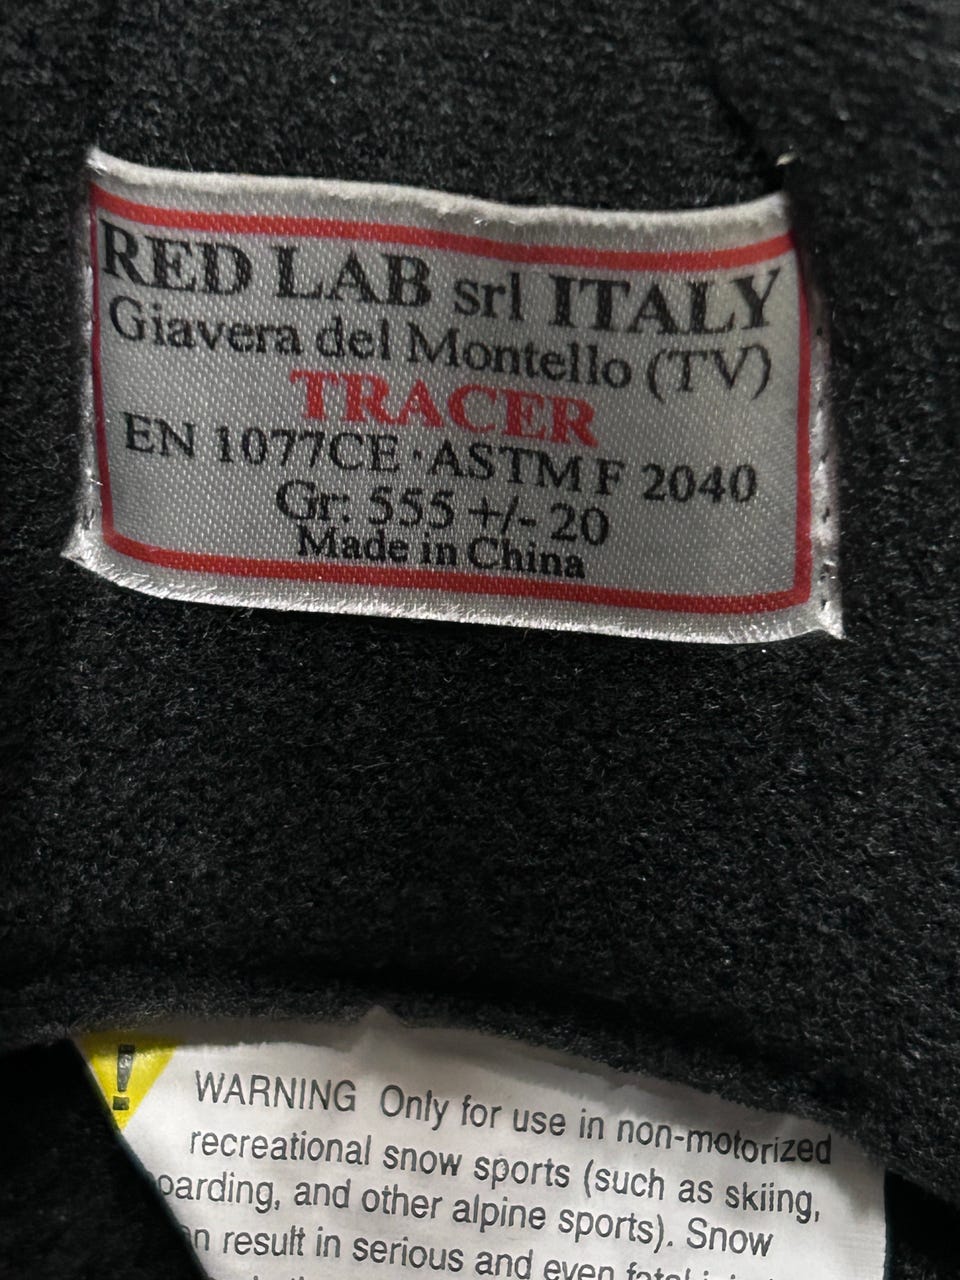 RED LAB srl ITALY
Giavera del Montello (TV)
TRACER
EN 1077CE·ASTM F 2040
Gr: 555 +/- 20
Made in China
!
WARNING Only for use in non-motorized
recreational snow sports (such as skiing,
oarding, and other alpine sports). Snow
n result in serious and even fatal